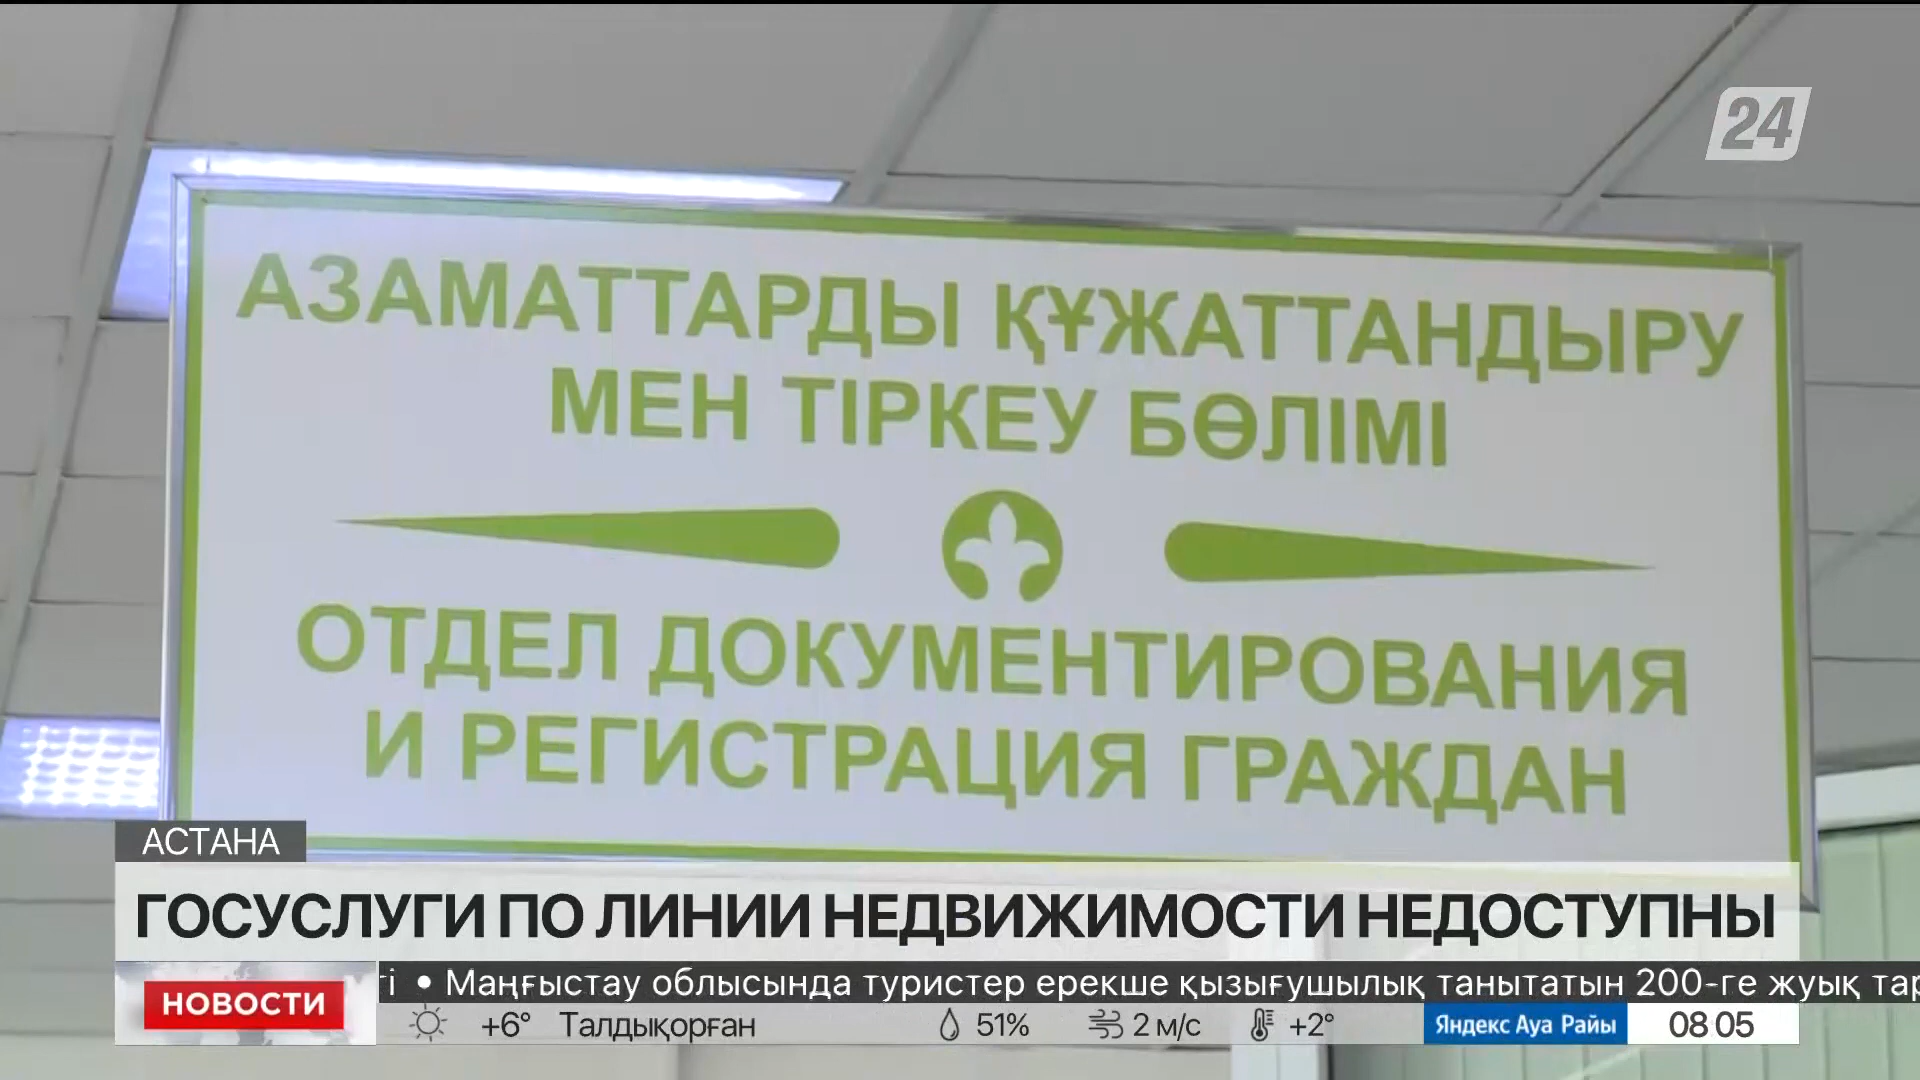 24
АЗАМАТТАРДЫ ҚҰЖАТТАНДЫРУ
МЕН ТІРКЕУ БӨЛІМІ
ОТДЕЛ ДОКУМЕНТИРОВАНИЯ
И РЕГИСТРАЦИЯ ГРАЖДАН
АСТАНА
ГОСУСЛУГИ ПО ЛИНИИ НЕДВИЖИМОСТИ НЕДОСТУПНЫ
НОВОСТИ
• Маңғыстау облысында туристер ерекше қызығушылық танытатын 200-ге жуық
+6° Талдықорған 51% 2 м/с +2° Яндекс Ауа Райы 08 05